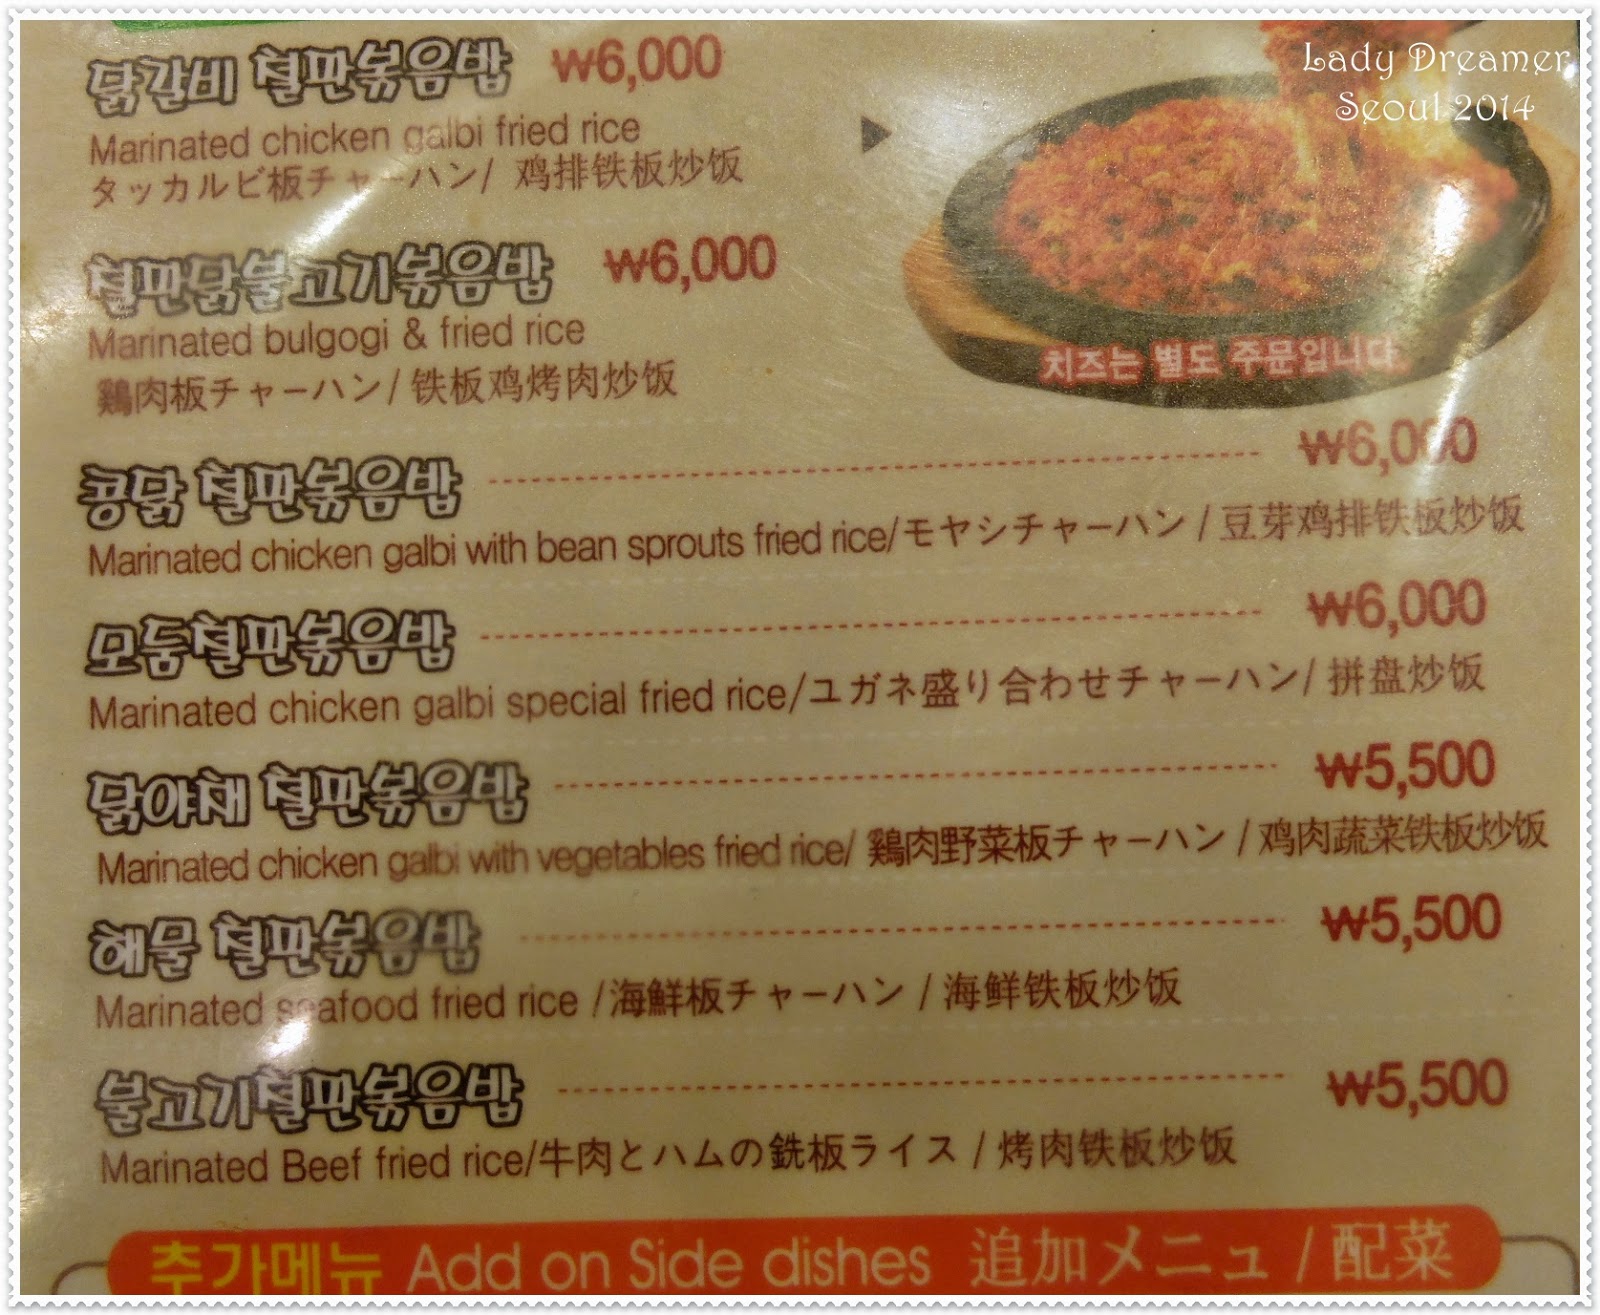 Lady Dreamer
Seoul 2014
닭갈비 철판볶음밥 ₩6,000
Marinated chicken galbi fried rice
タッカルビ板チャーハン/ 鸡排铁板炒饭
철판닭불고기볶음밥 ₩6,000
Marinated bulgogi & fried rice
鷄肉板チャーハン/ 铁板鸡烤肉炒饭
치즈는 별도 주문입니다.
콩닭 철판볶음밥 ₩6,000
Marinated chicken galbi with bean sprouts fried rice/モヤシチャーハン / 豆芽鸡排铁板炒饭
모둠철판볶음밥 ₩6,000
Marinated chicken galbi special fried rice/ユガネ盛り合わせチャーハン/ 拼盘炒饭
닭야채 철판볶음밥 ₩5,500
Marinated chicken galbi with vegetables fried rice/ 鷄肉野菜板チャーハン / 鸡肉蔬菜铁板炒饭
해물 철판볶음밥 ₩5,500
Marinated seafood fried rice /海鮮板チャーハン / 海鲜铁板炒饭
불고기철판볶음밥 ₩5,500
Marinated Beef fried rice/牛肉とハムの銑板ライス / 烤肉铁板炒饭
추가메뉴 Add on Side dishes 追加メニュ / 配菜